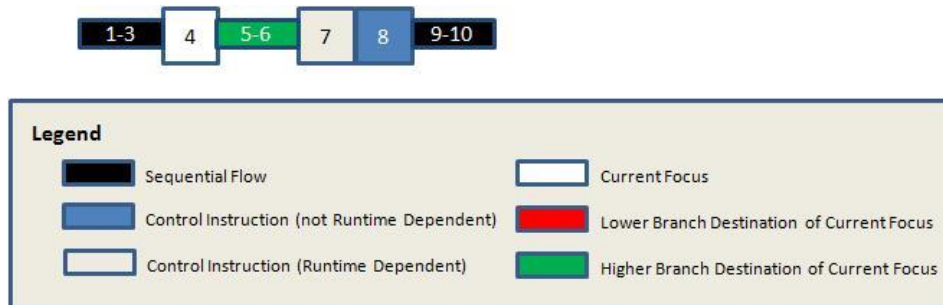 1-3 4 5-6 7 8 9-10
Legend
Sequential Flow
Current Focus
Control Instruction (not Runtime Dependent)
Lower Branch Destination of Current Focus
Control Instruction (Runtime Dependent)
Higher Branch Destination of Current Focus